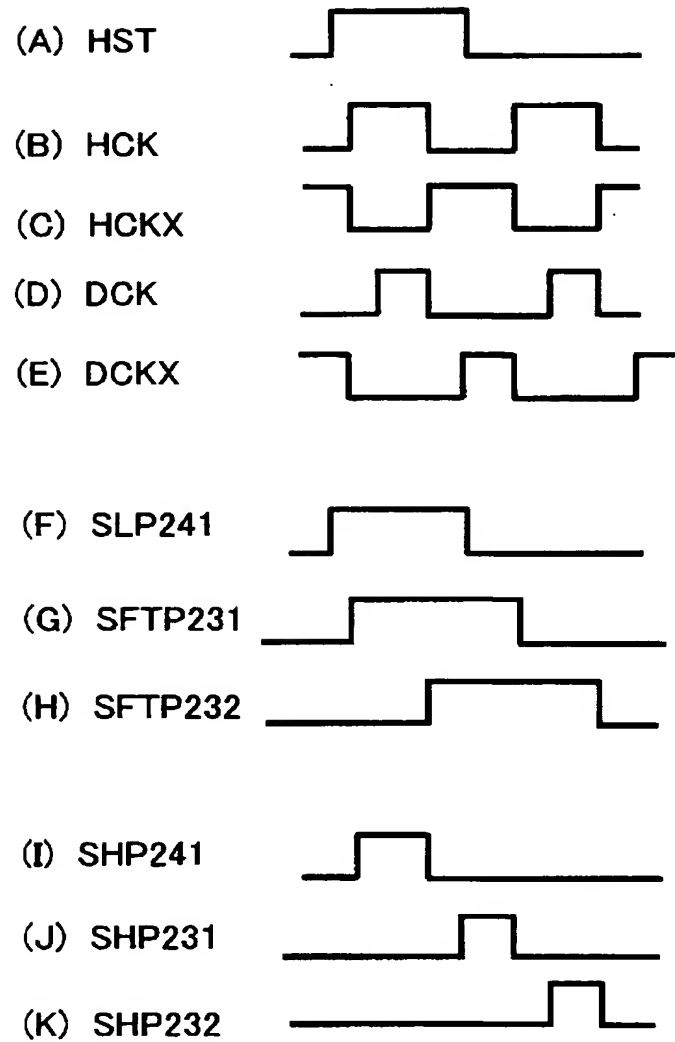 (A) HST
(B) HCK
(C) HCKX
(D) DCK
(E) DCKX
(F) SLP241
(G) SFTP231
(H) SFTP232
(I) SHP241
(J) SHP231
(K) SHP232